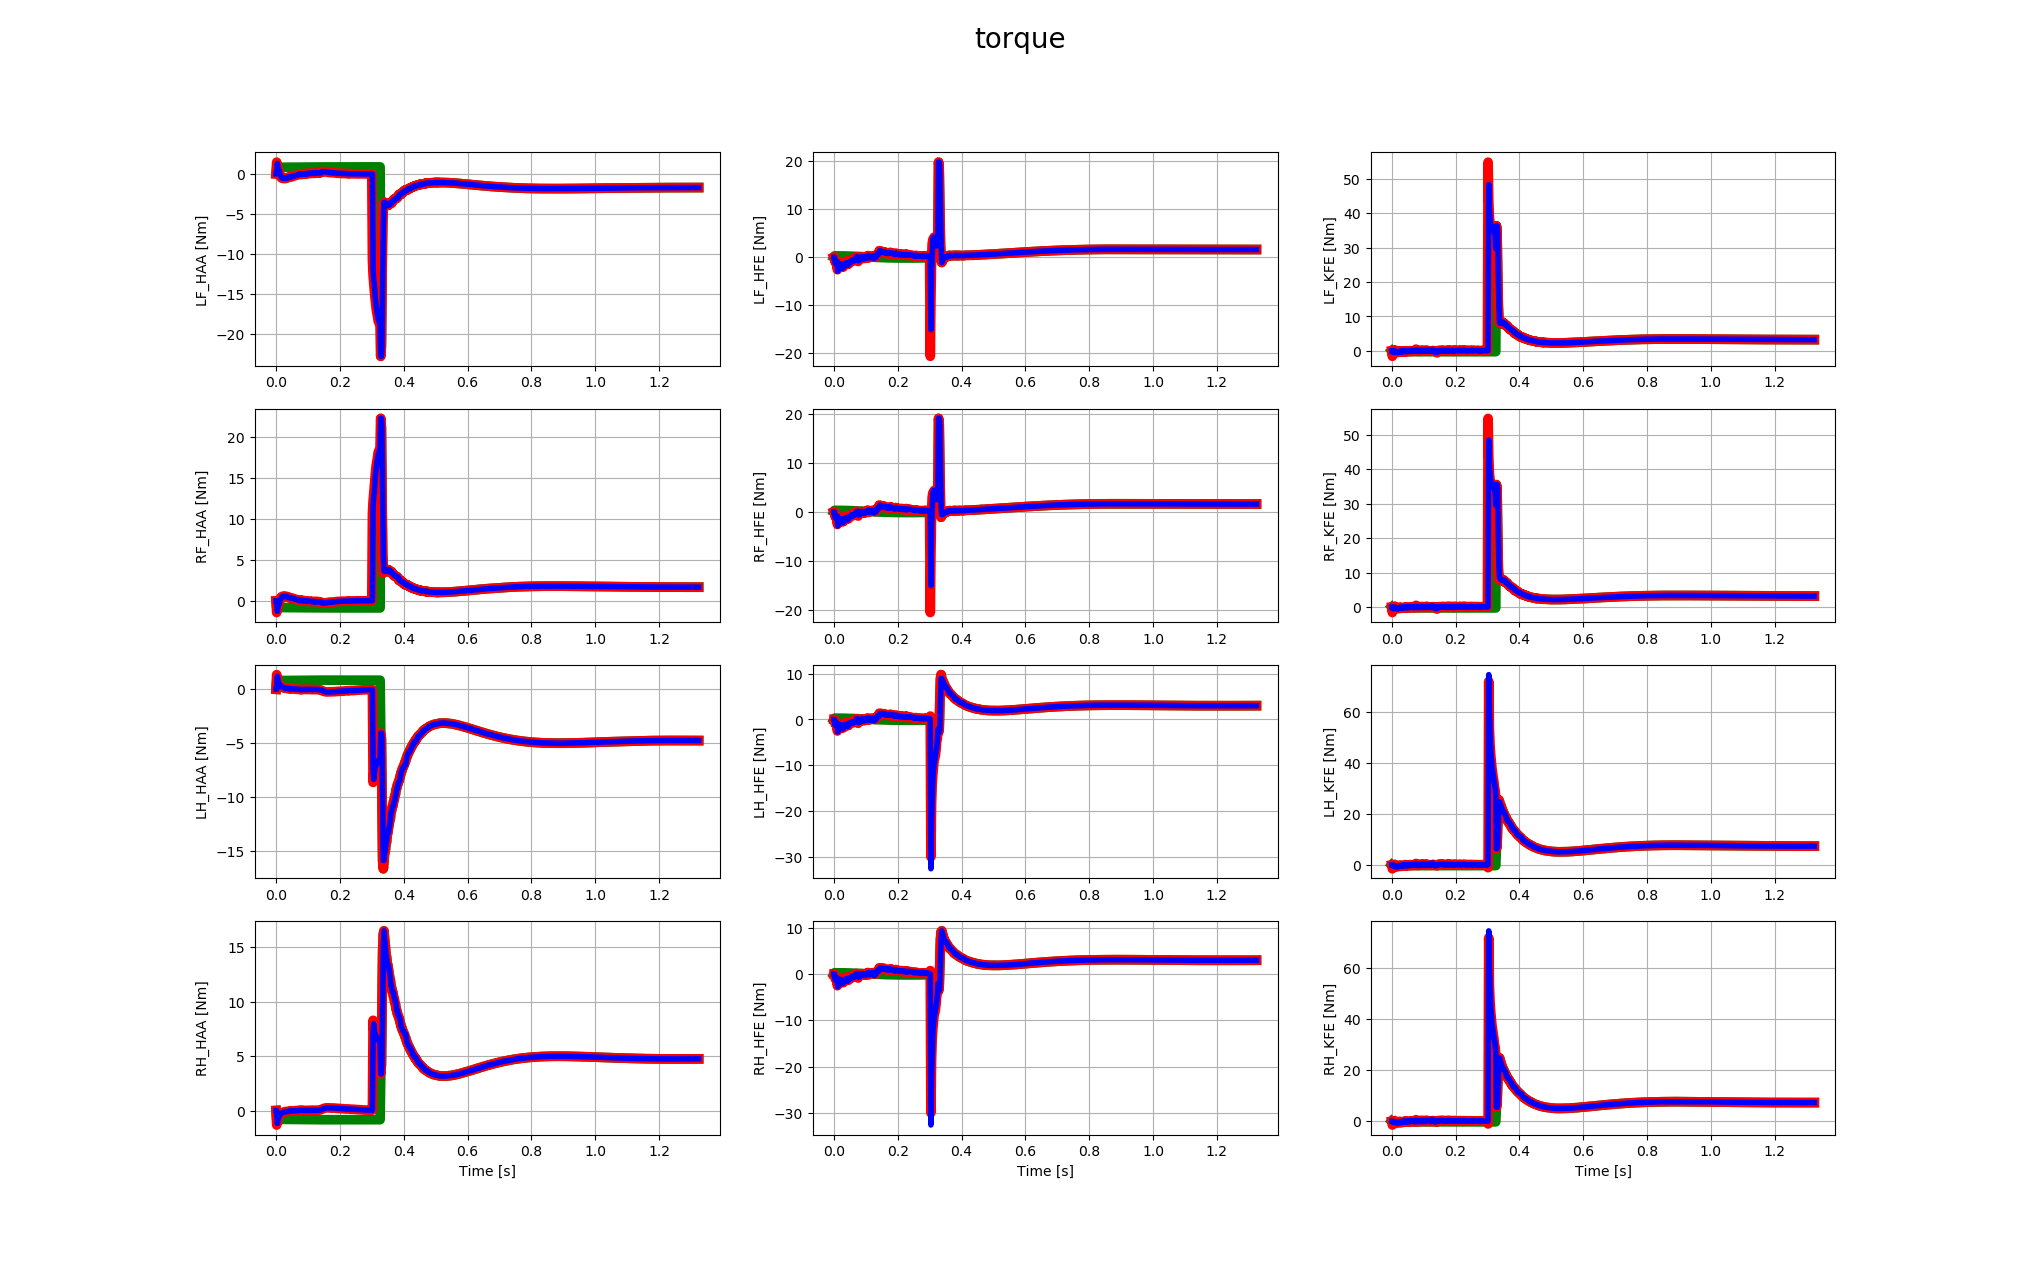 torque
LF_HAA [Nm]
0
−5
−10
−15
−20
0.0 0.2 0.4 0.6 0.8 1.0 1.2
LF_HFE [Nm]
20
10
0
−10
−20
0.0 0.2 0.4 0.6 0.8 1.0 1.2
LF_KFE [Nm]
50
40
30
20
10
0
0.0 0.2 0.4 0.6 0.8 1.0 1.2
RF_HAA [Nm]
20
15
10
5
0
0.0 0.2 0.4 0.6 0.8 1.0 1.2
RF_HFE [Nm]
20
10
0
−10
−20
0.0 0.2 0.4 0.6 0.8 1.0 1.2
RF_KFE [Nm]
50
40
30
20
10
0
0.0 0.2 0.4 0.6 0.8 1.0 1.2
LH_HAA [Nm]
0
−5
−10
−15
0.0 0.2 0.4 0.6 0.8 1.0 1.2
LH_HFE [Nm]
10
0
−10
−20
−30
0.0 0.2 0.4 0.6 0.8 1.0 1.2
LH_KFE [Nm]
60
40
20
0
0.0 0.2 0.4 0.6 0.8 1.0 1.2
RH_HAA [Nm]
15
10
5
0
0.0 0.2 0.4 0.6 0.8 1.0 1.2
Time [s]
RH_HFE [Nm]
10
0
−10
−20
−30
0.0 0.2 0.4 0.6 0.8 1.0 1.2
Time [s]
RH_KFE [Nm]
60
40
20
0
0.0 0.2 0.4 0.6 0.8 1.0 1.2
Time [s]